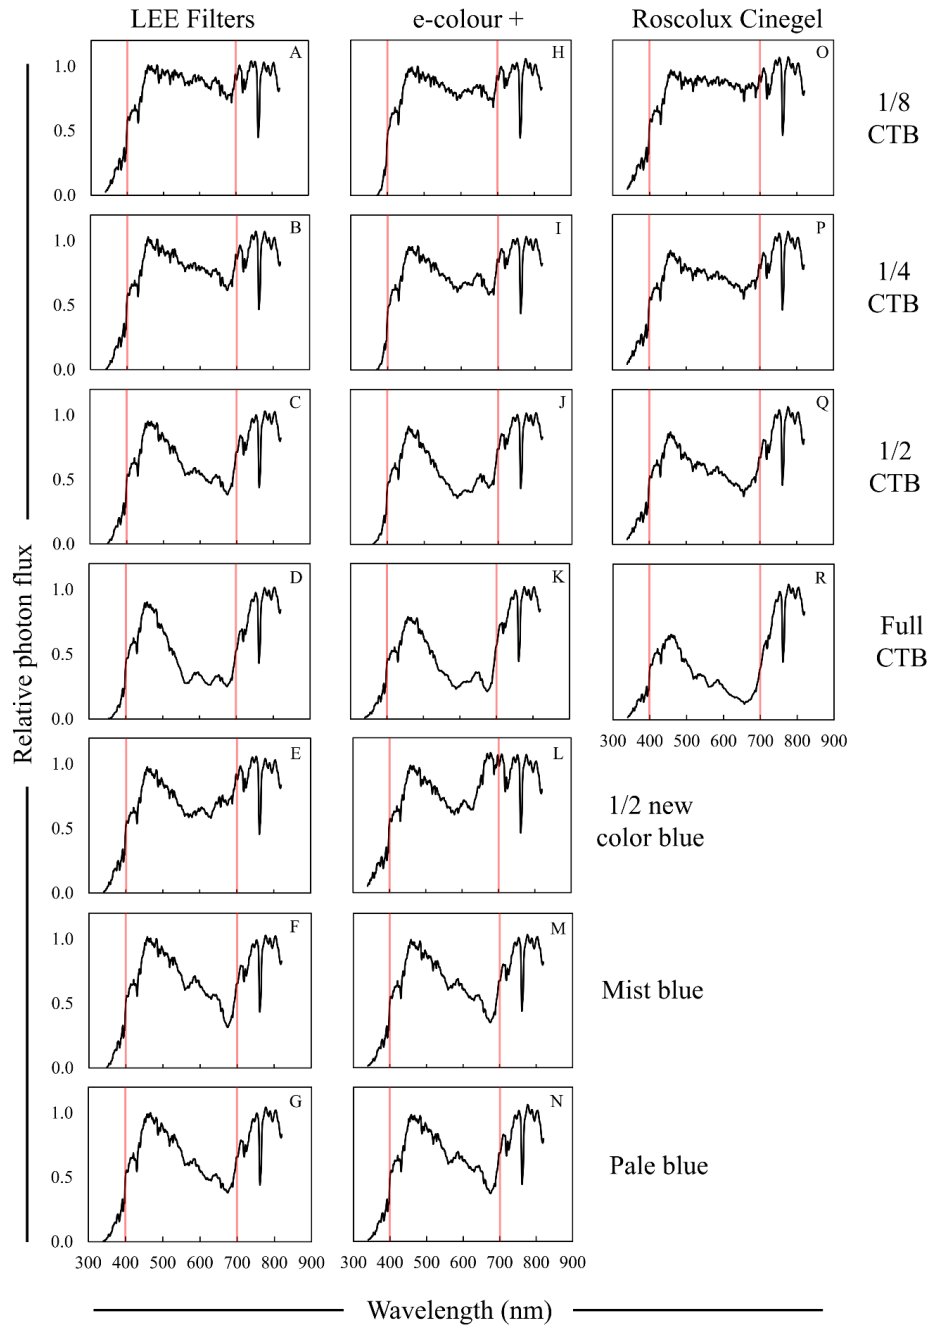 LEE Filters e-colour + Roscolux Cinegel
A H O
1.0
0.5
0.0
1/8
CTB
B I P
1.0
0.5
0.0
1/4
CTB
C J Q
1.0
0.5
0.0
1/2
CTB
D K R
1.0
0.5
0.0
Full
CTB
300 400 500 600 700 800 900
E L
1.0
0.5
0.0
1/2 new
color blue
F M
1.0
0.5
0.0
Mist blue
G N
1.0
0.5
0.0
Pale blue
300 400 500 600 700 800 900 300 400 500 600 700 800 900
Relative photon flux
Wavelength (nm)